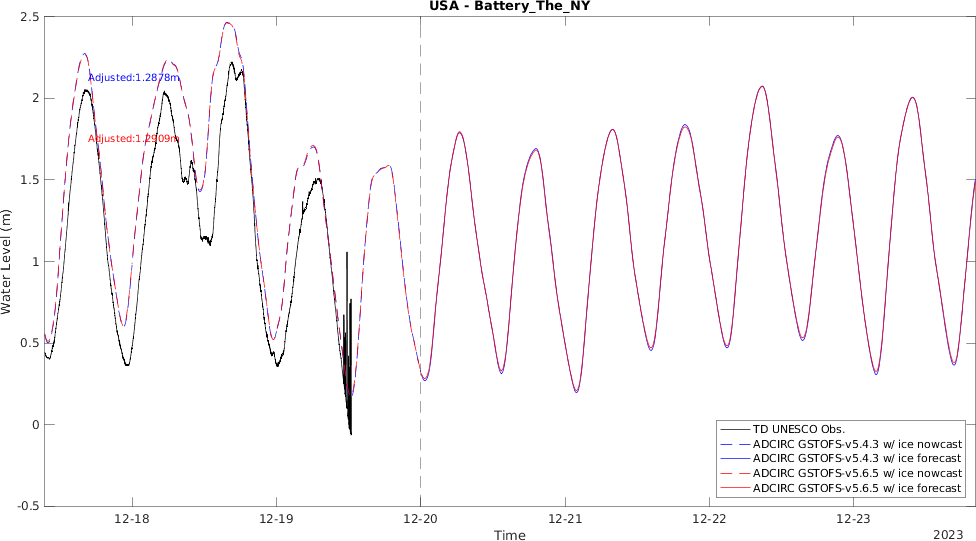 USA - Battery_The_NY
2.5
2
1.5
1
0.5
0
-0.5
Water Level (m)
Adjusted:1.2878m
Adjusted:1.2909m
TD UNESCO Obs.
ADCIRC GSTOFS-v5.4.3 w/ ice nowcast
ADCIRC GSTOFS-v5.4.3 w/ ice forecast
ADCIRC GSTOFS-v5.6.5 w/ ice nowcast
ADCIRC GSTOFS-v5.6.5 w/ ice forecast
12-18 12-19 12-20 12-21 12-22 12-23
Time
2023